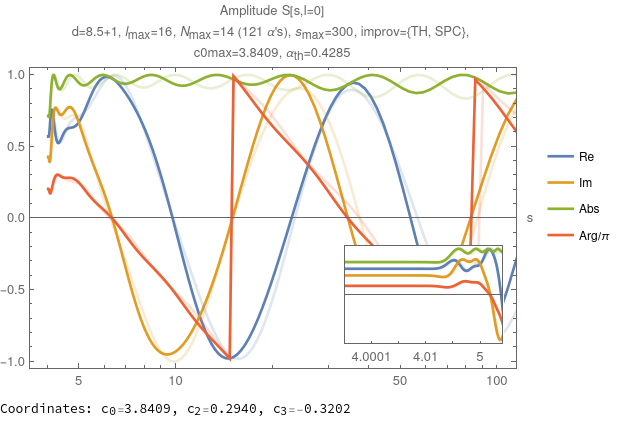 Amplitude S[s,l=0]
d=8.5+1, lmax=16, Nmax=14 (121 α's), smax=300, improv={TH, SPC},
c0max=3.8409, αth=0.4285
1.0
0.5
0.0
-0.5
-1.0
5
10
50
100
s
Re
Im
Abs
Arg/π
4.0001
4.01
5
Coordinates: c0=3.8409, c2=0.2940, c3=-0.3202